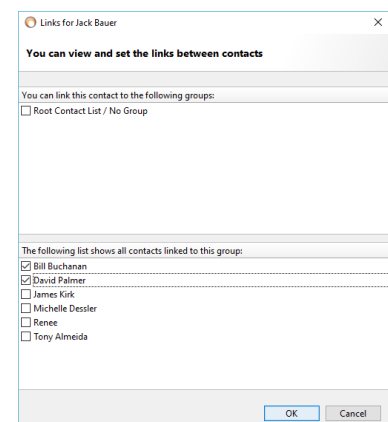 Links for Jack Bauer
You can view and set the links between contacts
You can link this contact to the following groups:
Root Contact List / No Group
The following list shows all contacts linked to this group:
Bill Buchanan
David Palmer
James Kirk
Michelle Dessler
Renee
Tony Almeida
OK Cancel